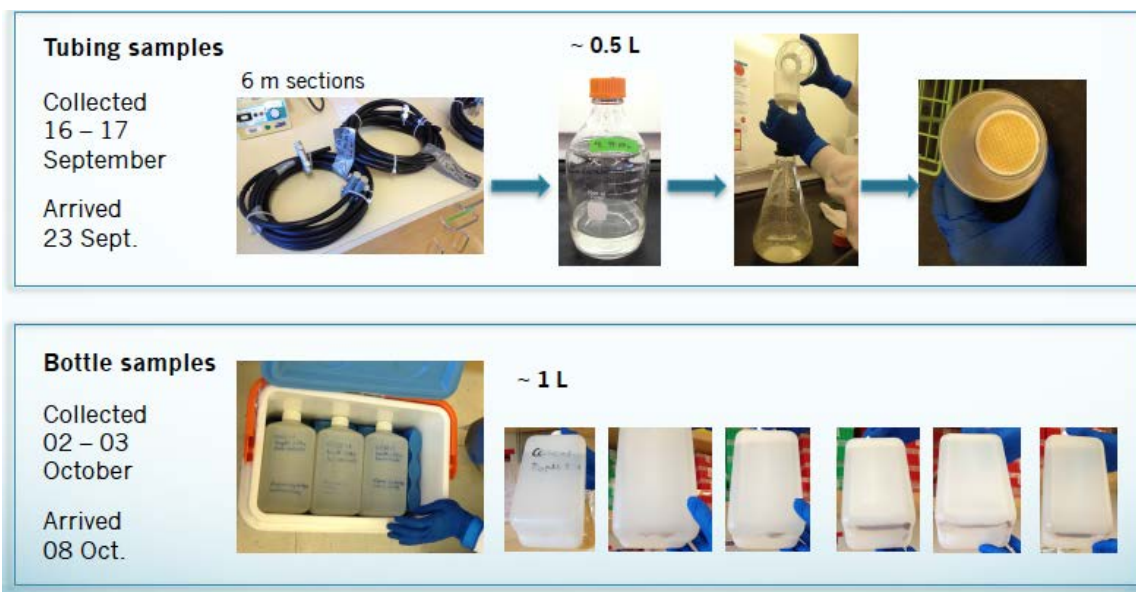 Tubing samples
Collected
16 – 17
September
Arrived
23 Sept.
6 m sections
~ 0.5 L
Bottle samples
Collected
02 – 03
October
Arrived
08 Oct.
~ 1 L